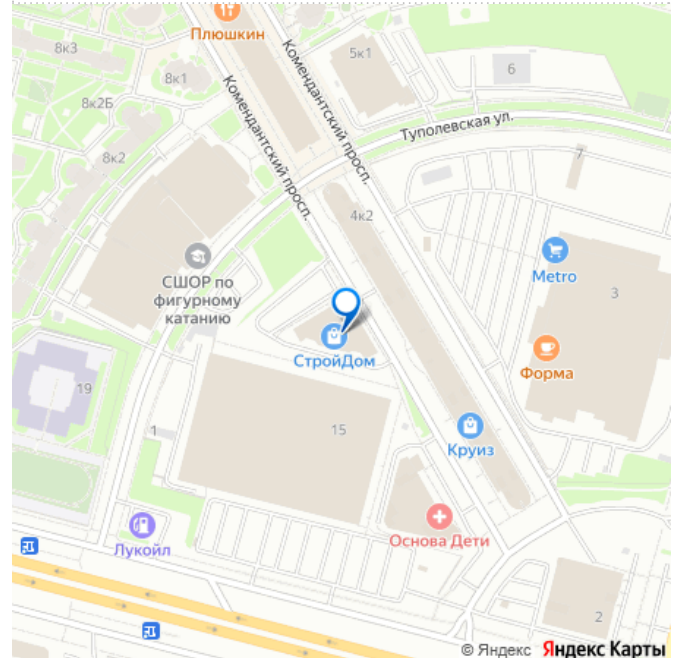 Плюшкин
8к3
8к1
8к2Б
8к2
5к1
6
Комендантский просп.
Комендантский просп.
Туполевская ул.
7
4к2
СШОР по
фигурному
катанию
Metro
3
СтройДом
Форма
19
15
1
Круиз
Лукойл
Основа Дети
2
© Яндекс Яндекс Карты